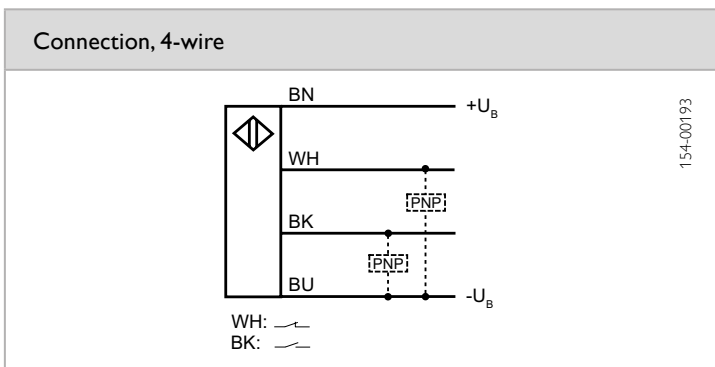 Connection, 4-wire
BN
+U_B
154-00193
WH
PNP
BK
PNP
BU
-U_B
WH:
BK: